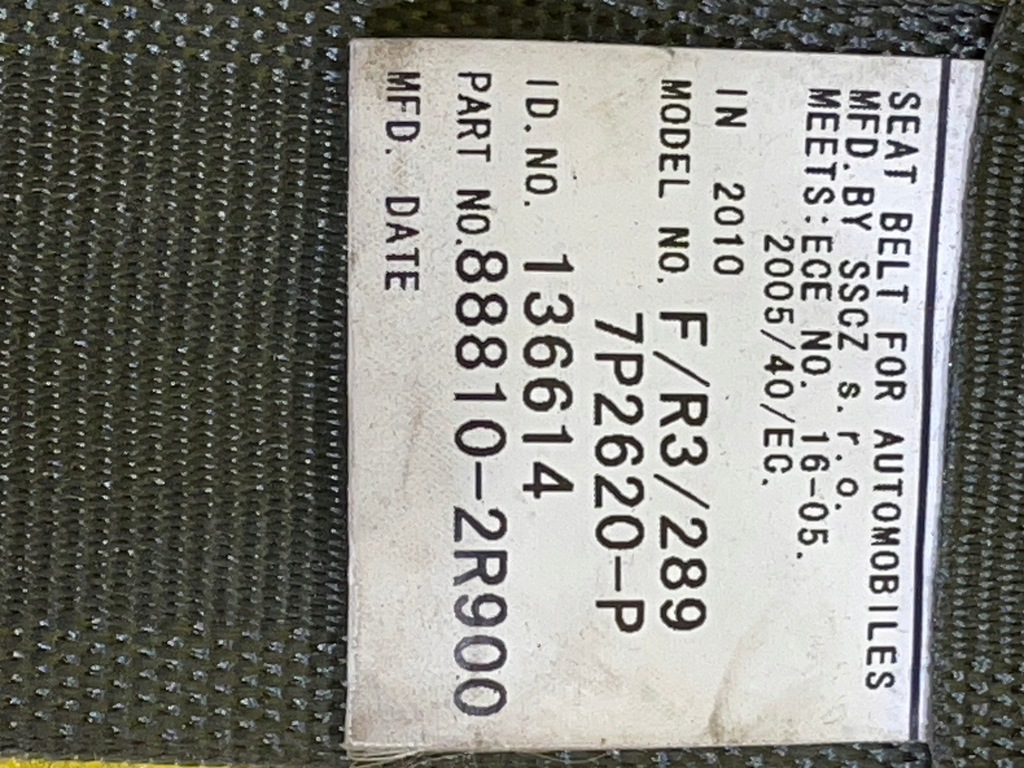 SEAT BELT FOR AUTOMOBILES
MFD.BY SSCZ s.r.o.
MEETS:ECE NO. 16-05.
2005/40/EC.
IN 2010
MODEL NO. F/R3/289
7P2620-P
ID.NO. 136614
PART NO.88810-2R900
MFD. DATE